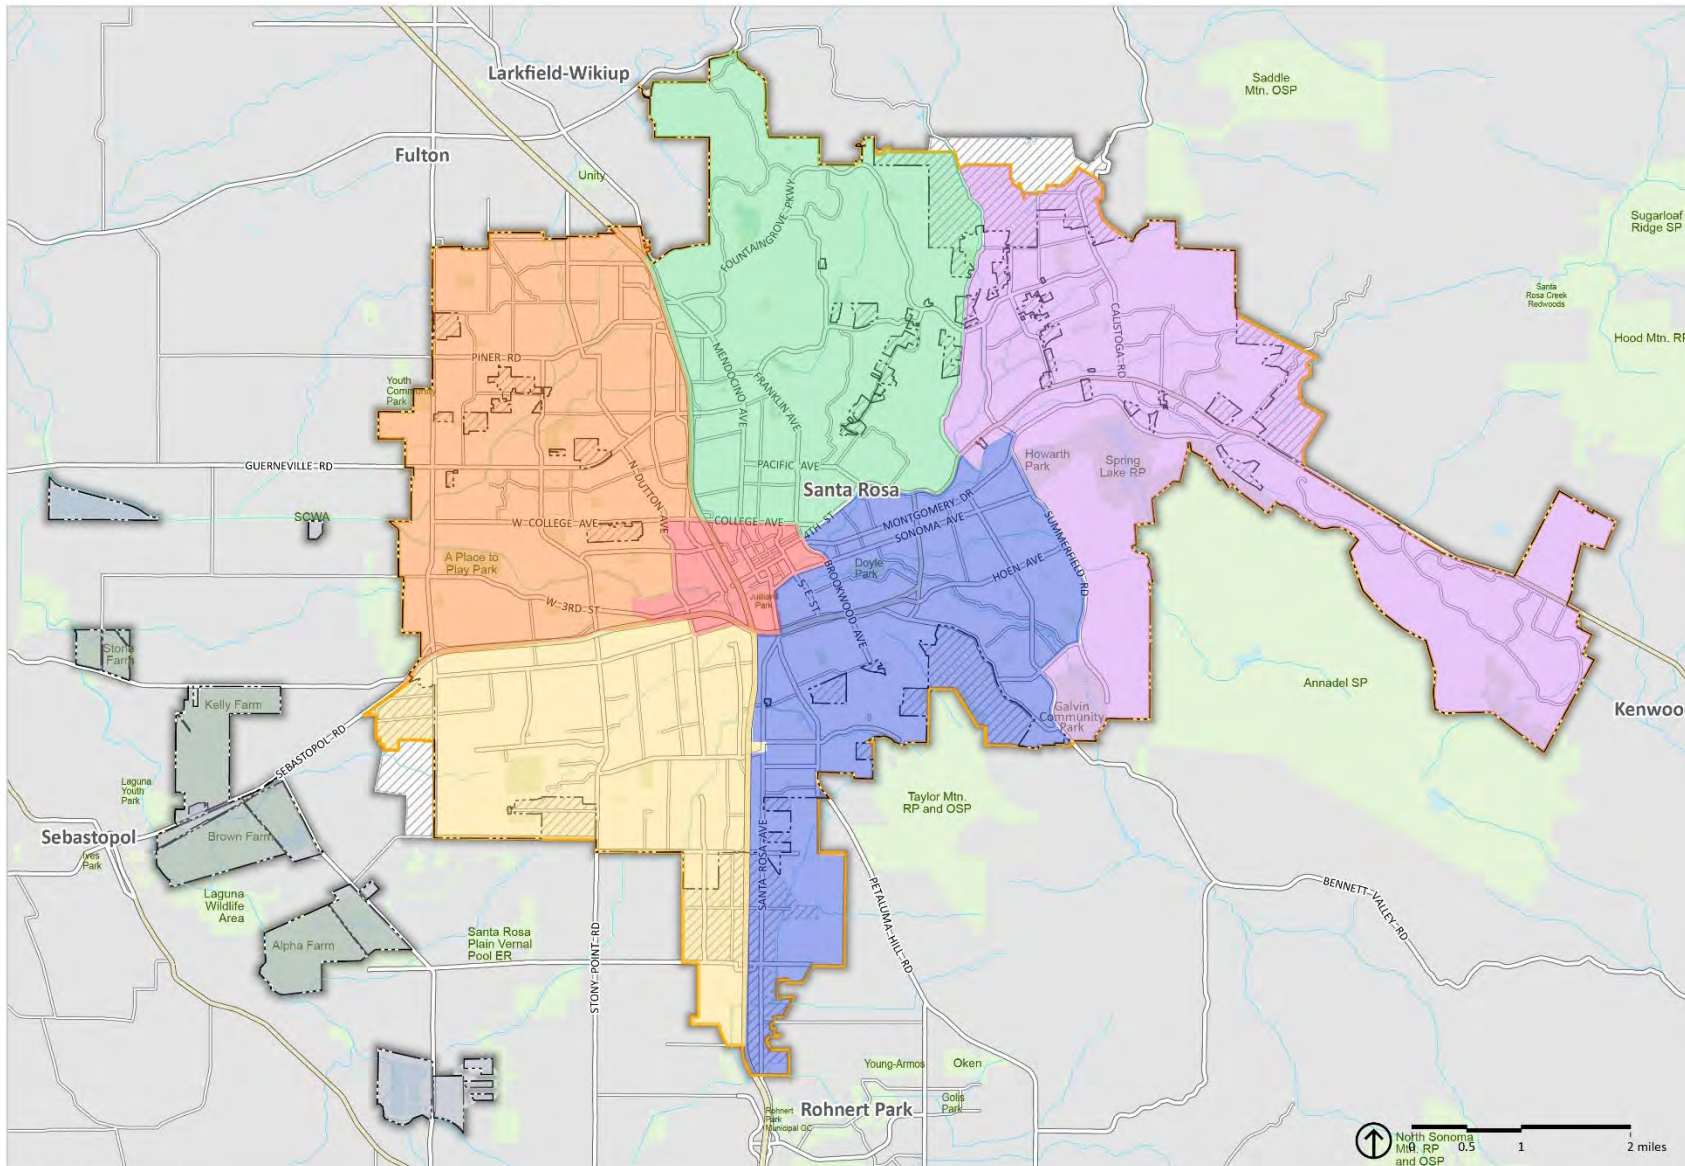 Larkfield-Wikiup
Saddle
Mtn. OSP
Fulton
Unity
FOUNTAINGROVE PKWY
Sugarloaf
Ridge SP
Santa
Rosa Creek
Redwoods
Hood Mtn. RP
CALISTOGA RD
PINER RD
MENDOCINO AVE
FRANKLIN AVE
Youth
Community
Park
GUERNEVILLE RD
N DUTTON AVE
PACIFIC AVE
Howarth
Park
Spring
Lake RP
Santa Rosa
SCWA
W COLLEGE AVE
COLLEGE AVE
4TH ST
MONTGOMERY DR
SONOMA AVE
SUMMERFIELD RD
A Place to
Play Park
Doyle
Park
HOEN AVE
BROOKWOOD AVE
S E ST
Juilliard
Park
W 3RD ST
Stone
Farm
Annadel SP
Kelly Farm
Galvin
Community
Park
Kenwood
SEBASTOPOL RD
Laguna
Youth
Park
Taylor Mtn.
RP and OSP
Sebastopol
Brown Farm
Ives
Park
SANTA ROSA AVE
BENNETT VALLEY RD
Laguna
Wildlife
Area
PETALUMA HILL RD
Alpha Farm
Santa Rosa
Plain Vernal
Pool ER
STONY POINT RD
Young-Armos
Oken
Golis
Park
Rohnert Park
Rohnert
Park
Municipal GC
North Sonoma
Mtn. RP
and OSP
0 0.5 1 2 miles